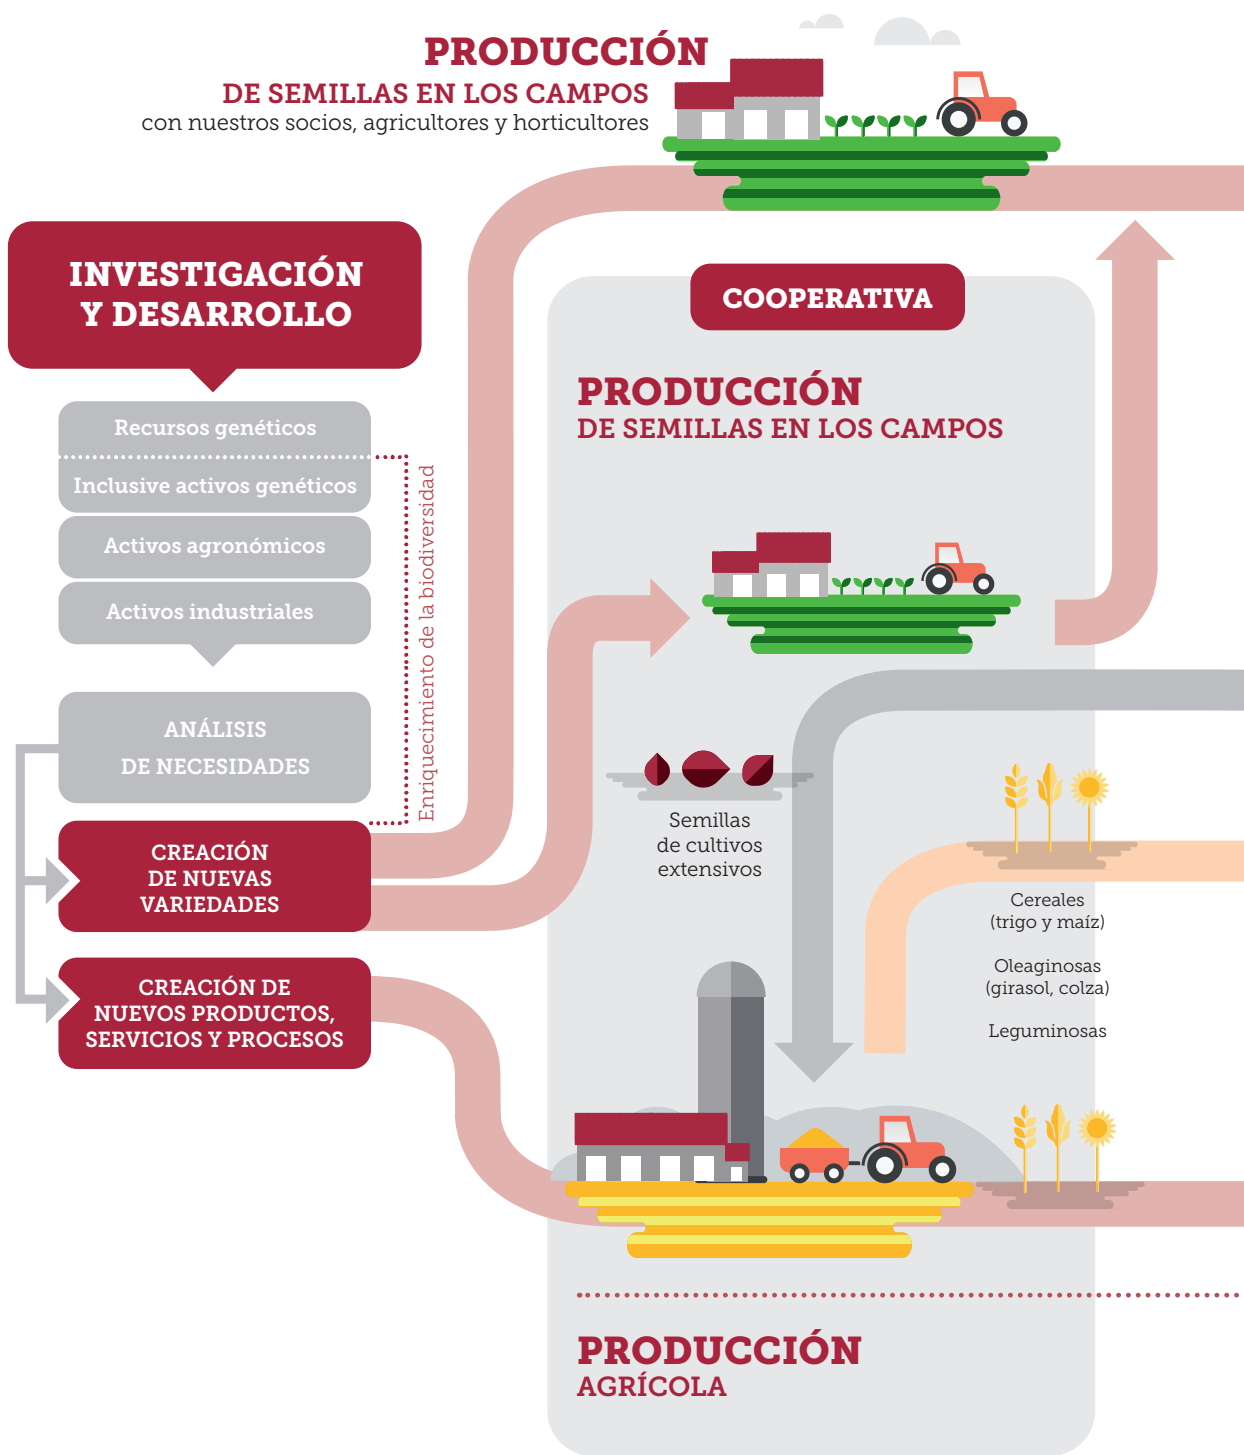 PRODUCCIÓN
DE SEMILLAS EN LOS CAMPOS
con nuestros socios, agricultores y horticultores
INVESTIGACIÓN
Y DESARROLLO
Recursos genéticos
Inclusive activos genéticos
Activos agronómicos
Activos industriales
Enriquecimiento de la biodiversidad
ANÁLISIS
DE NECESIDADES
CREACIÓN
DE NUEVAS
VARIEDADES
CREACIÓN DE
NUEVOS PRODUCTOS,
SERVICIOS Y PROCESOS
COOPERATIVA
PRODUCCIÓN
DE SEMILLAS EN LOS CAMPOS
Semillas
de cultivos
extensivos
Cereales
(trigo y maíz)
Oleaginosas
(girasol, colza)
Leguminosas
PRODUCCIÓN
AGRÍCOLA